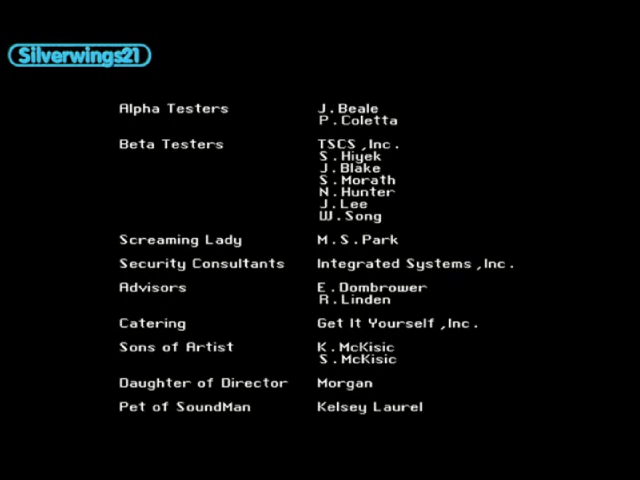 Silverwings21
Alpha Testers J.Beale
P.Coletta
Beta Testers TSCS,Inc.
S.Hiyek
J.Blake
S.Morath
N.Hunter
J.Lee
W.Song
Screaming Lady M.S.Park
Security Consultants Integrated Systems,Inc.
Advisors E.Dombrower
R.Linden
Catering Get It Yourself,Inc.
Sons of Artist K.McKisic
S.McKisic
Daughter of Director Morgan
Pet of SoundMan Kelsey Laurel